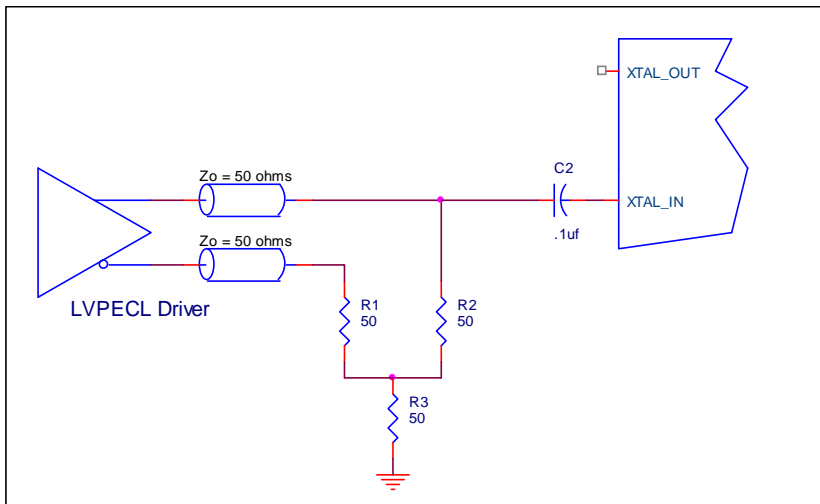 XTAL_OUT
Zo = 50 ohms
C2
XTAL_IN
.1uf
Zo = 50 ohms
LVPECL Driver
R1
50
R2
50
R3
50